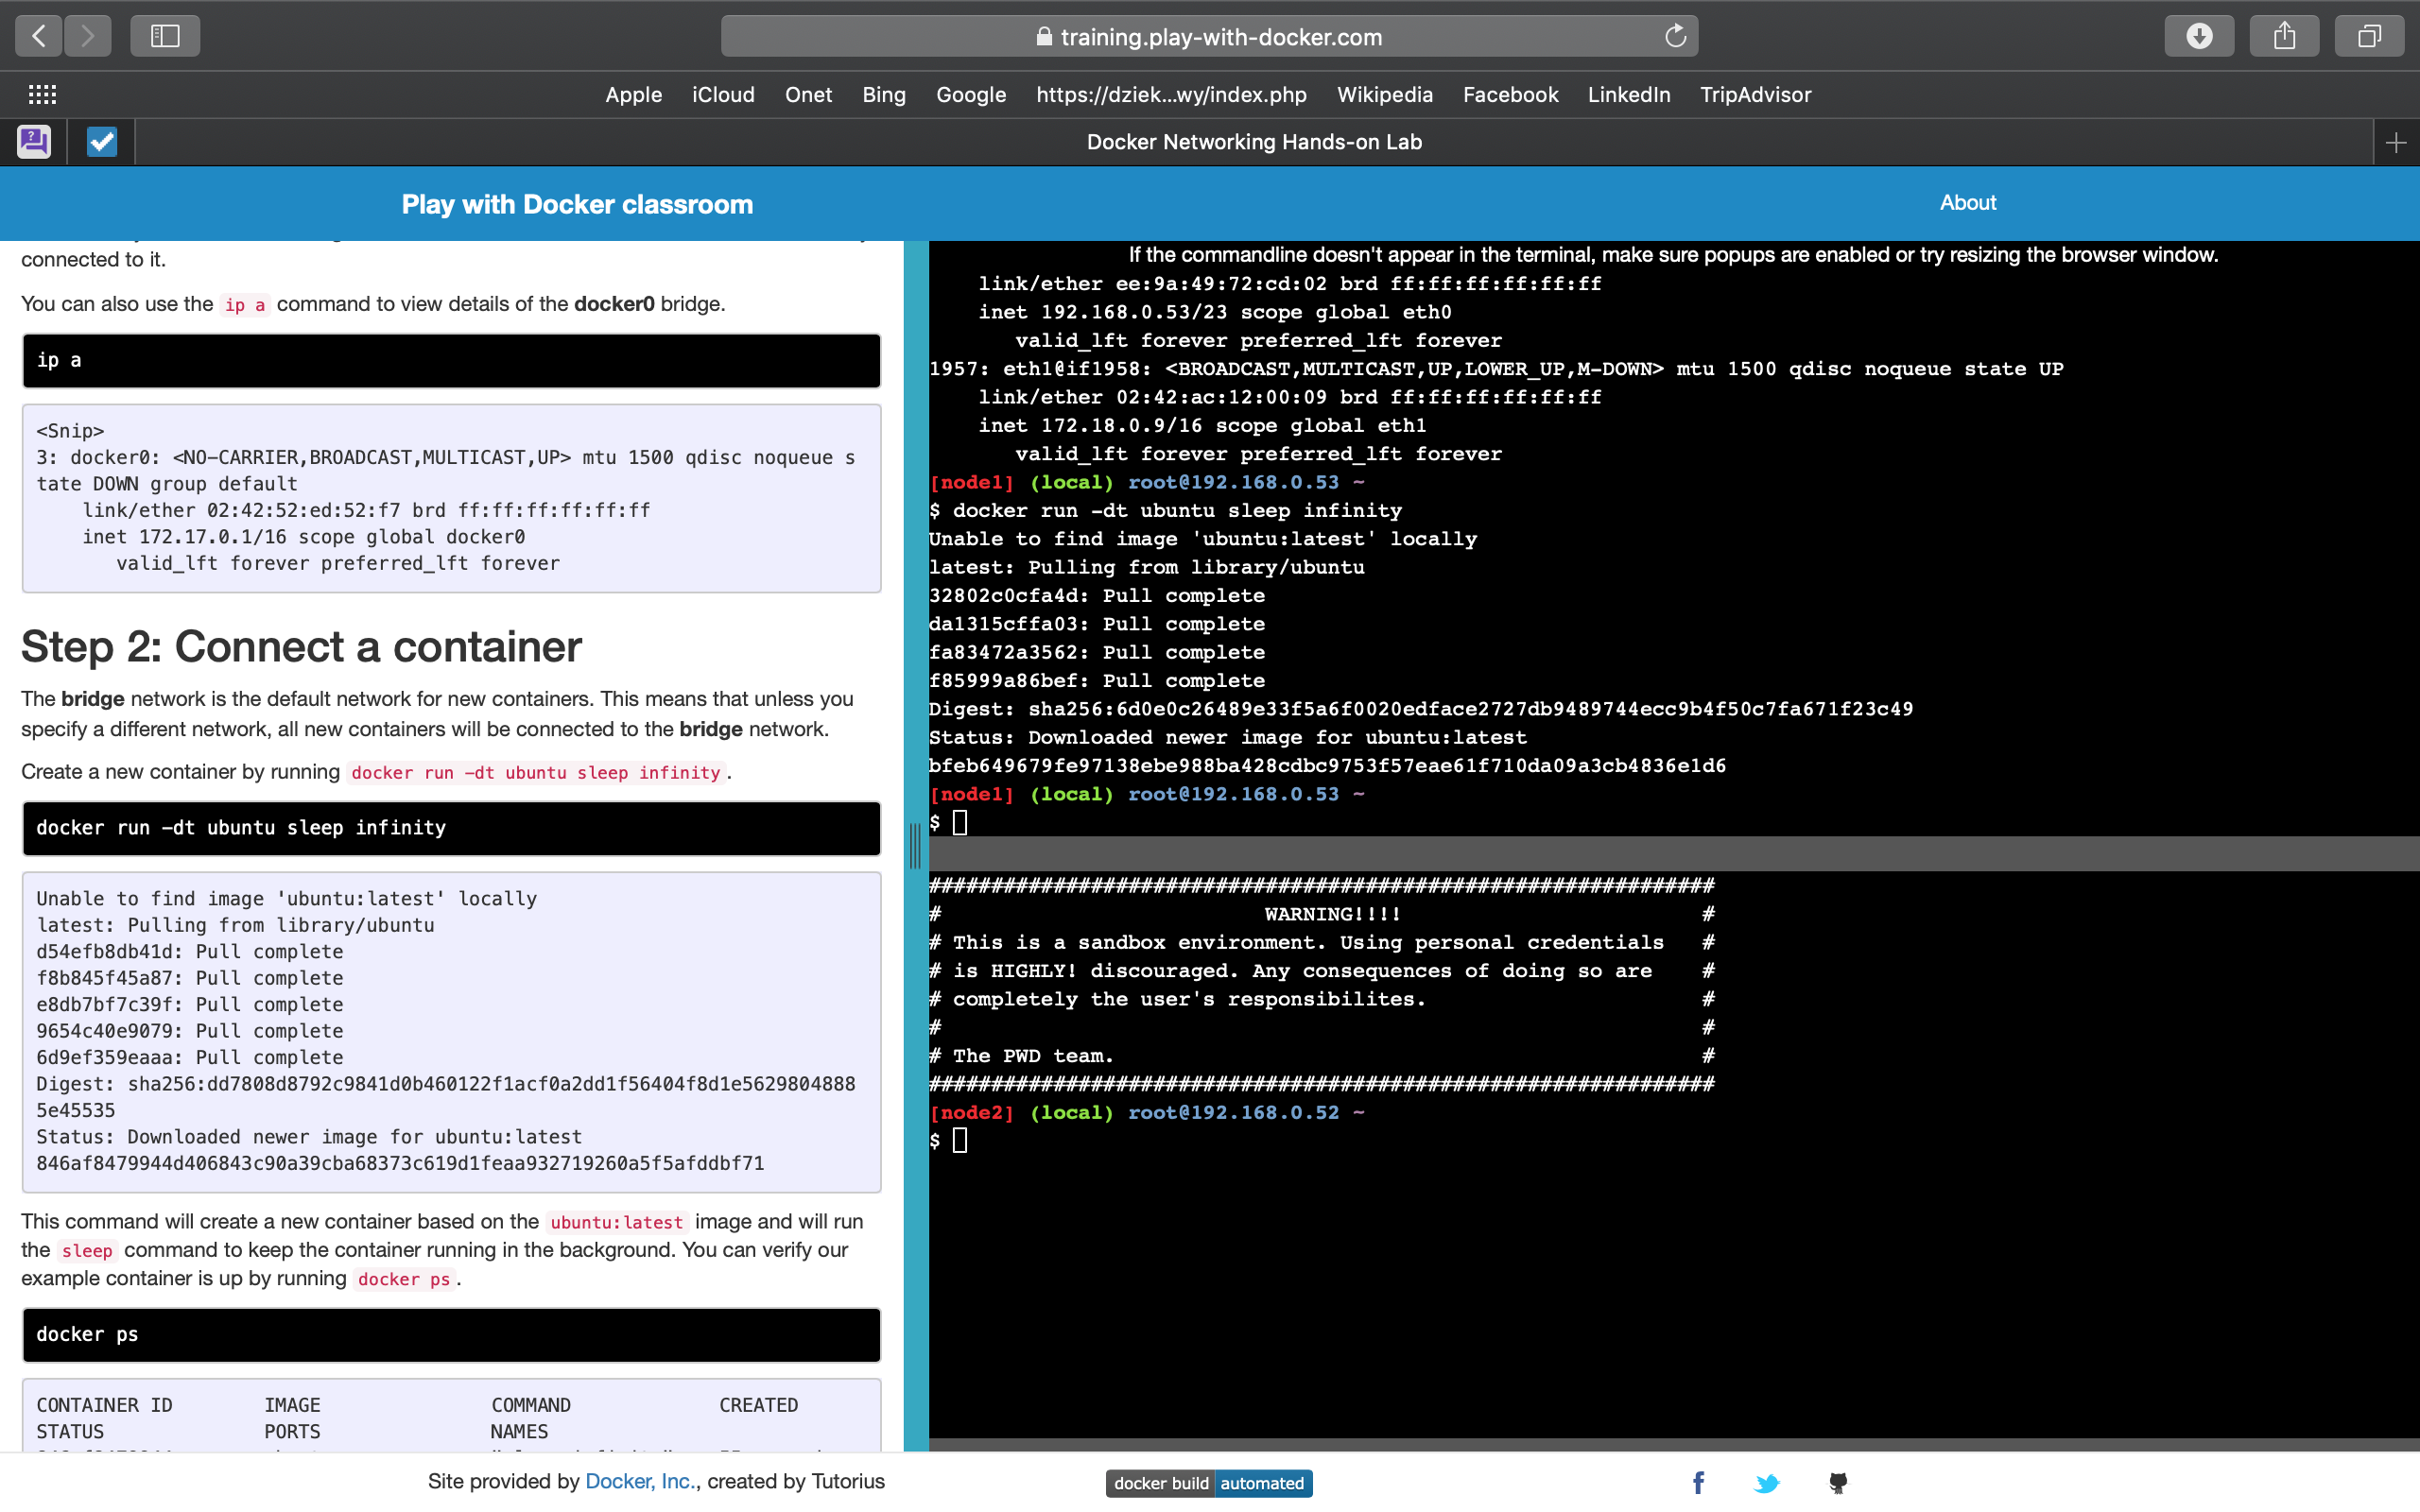 training.play-with-docker.com
Apple iCloud Onet Bing Google https://dziek...wy/index.php Wikipedia Facebook LinkedIn TripAdvisor
Docker Networking Hands-on Lab
Play with Docker classroom
About
connected to it.
You can also use the ip a command to view details of the docker0 bridge.
ip a
<Snip>
3: docker0: <NO-CARRIER,BROADCAST,MULTICAST,UP> mtu 1500 qdisc noqueue s
tate DOWN group default
link/ether 02:42:52:ed:52:f7 brd ff:ff:ff:ff:ff:ff
inet 172.17.0.1/16 scope global docker0
valid_lft forever preferred_lft forever
Step 2: Connect a container
The bridge network is the default network for new containers. This means that unless you
specify a different network, all new containers will be connected to the bridge network.
Create a new container by running docker run -dt ubuntu sleep infinity.
docker run -dt ubuntu sleep infinity
Unable to find image 'ubuntu:latest' locally
latest: Pulling from library/ubuntu
d54efb8db41d: Pull complete
f8b845f45a87: Pull complete
e8db7bf7c39f: Pull complete
9654c40e9079: Pull complete
6d9ef359eaaa: Pull complete
Digest: sha256:dd7808d8792c9841d0b460122f1acf0a2dd1f56404f8d1e5629804888
5e45535
Status: Downloaded newer image for ubuntu:latest
846af8479944d406843c90a39cba68373c619d1feaa932719260a5f5afddbf71
This command will create a new container based on the ubuntu:latest image and will run
the sleep command to keep the container running in the background. You can verify our
example container is up by running docker ps.
docker ps
CONTAINER ID IMAGE COMMAND CREATED
STATUS PORTS NAMES
If the commandline doesn't appear in the terminal, make sure popups are enabled or try resizing the browser window.
link/ether ee:9a:49:72:cd:02 brd ff:ff:ff:ff:ff:ff
inet 192.168.0.53/23 scope global eth0
valid_lft forever preferred_lft forever
1957: eth1@if1958: <BROADCAST,MULTICAST,UP,LOWER_UP,M-DOWN> mtu 1500 qdisc noqueue state UP
link/ether 02:42:ac:12:00:09 brd ff:ff:ff:ff:ff:ff
inet 172.18.0.9/16 scope global eth1
valid_lft forever preferred_lft forever
[node1] (local) root@192.168.0.53 ~
$ docker run -dt ubuntu sleep infinity
Unable to find image 'ubuntu:latest' locally
latest: Pulling from library/ubuntu
32802c0cfa4d: Pull complete
da1315cffa03: Pull complete
fa83472a3562: Pull complete
f85999a86bef: Pull complete
Digest: sha256:6d0e0c26489e33f5a6f0020edface2727db9489744ecc9b4f50c7fa671f23c49
Status: Downloaded newer image for ubuntu:latest
bfeb649679fe97138ebe988ba428cdbc9753f57eae61f710da09a3cb4836e1d6
[node1] (local) root@192.168.0.53 ~
$
###############################################################
# WARNING!!!! #
# This is a sandbox environment. Using personal credentials #
# is HIGHLY! discouraged. Any consequences of doing so are #
# completely the user's responsibilites. #
# #
# The PWD team. #
###############################################################
[node2] (local) root@192.168.0.52 ~
$
Site provided by Docker, Inc., created by Tutorius
docker build automated